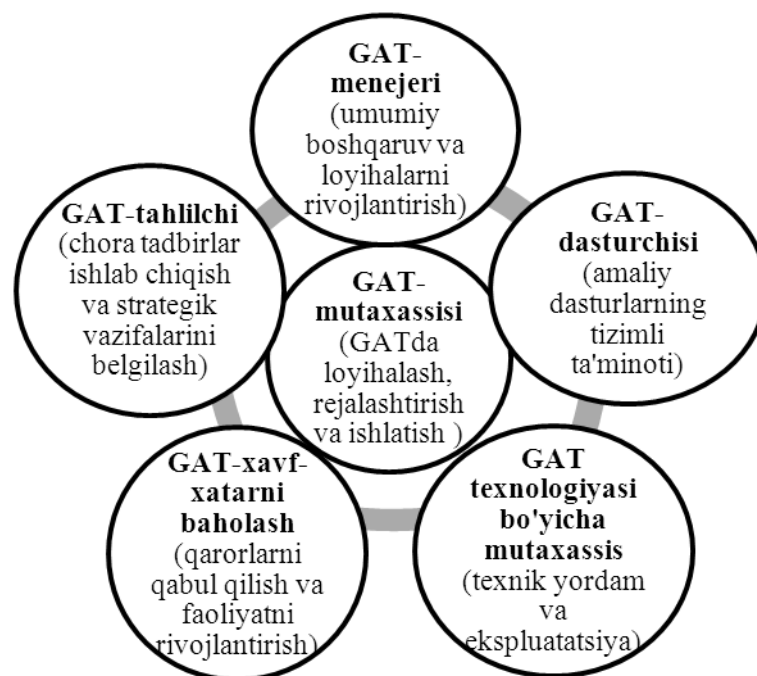 GAT-
menejeri
(umumiy
boshqaruv va
loyihalarni
rivojlantirish)
GAT-tahlilchi
(chora tadbirlar
ishlab chiqish
va strategik
vazifalarini
belgilash)
GAT-
dasturchisi
(amaliy
dasturlarning
tizimli
ta'minoti)
GAT-
mutaxassisi
(GATda
loyihalash,
rejalashtirish
va ishlatish )
GAT-xavf-
xatarni
baholash
(qarorlarni
qabul qilish va
faoliyatni
rivojlantirish)
GAT
texnologiyasi
bo'yicha
mutaxassis
(texnik yordam
va
ekspluatatsiya)